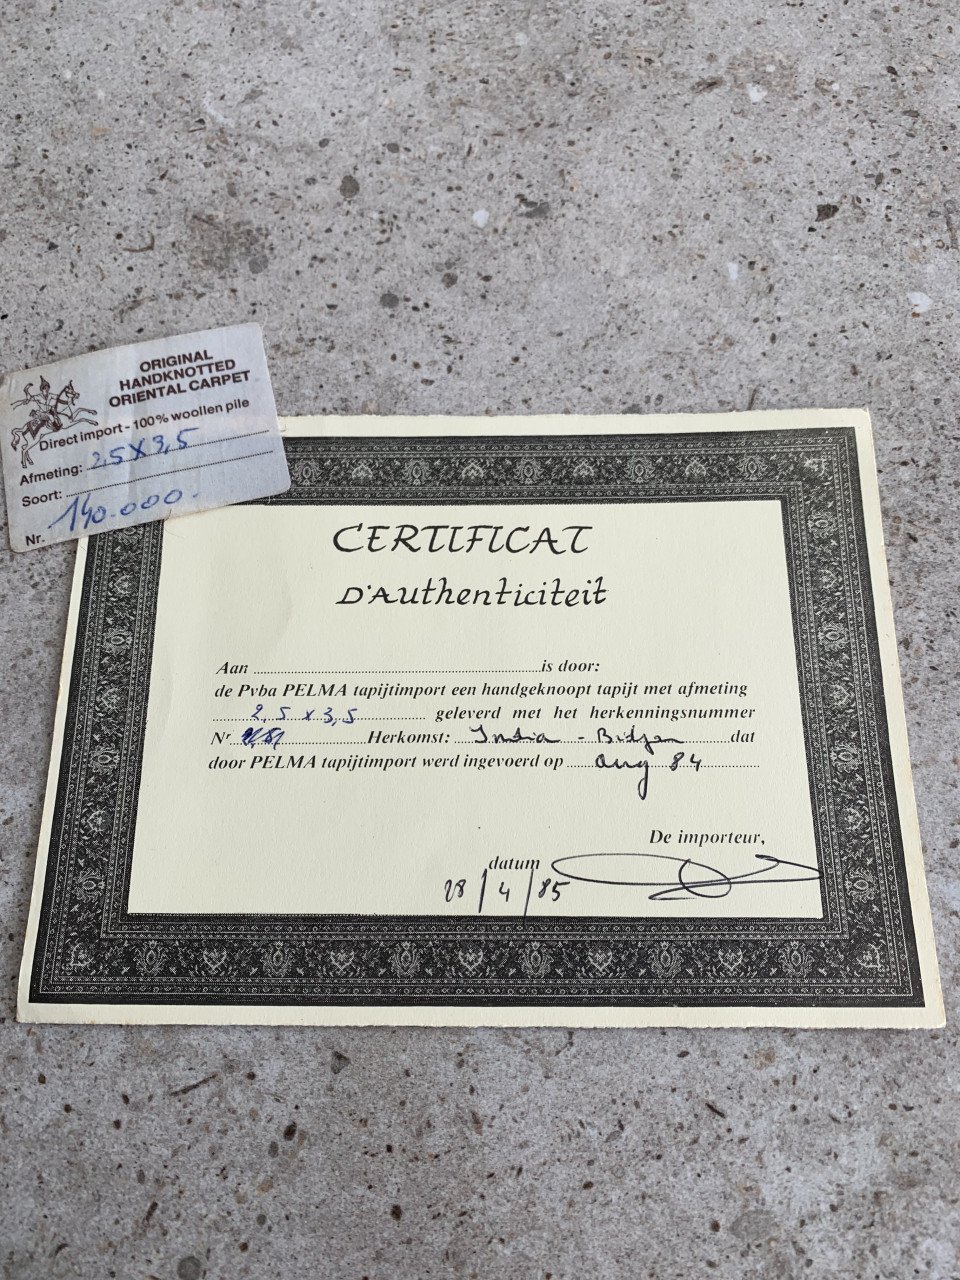 ORIGINAL
HANDKNOTTED
ORIENTAL CARPET
Direct import - 100% woollen pile
Afmeting: 2,5 X 3,5
Soort:
140.000.
Nr.
CERTIFICAT
D'Authenticiteit
Aan is door:
de Pvba PELMA tapijtimport een handgeknoopt tapijt met afmeting
2,5 x 3,5 geleverd met het herkenningsnummer
Nr Herkomst: India - Bidjar dat
door PELMA tapijtimport werd ingevoerd op aug 84
De importeur,
datum
28/4/85